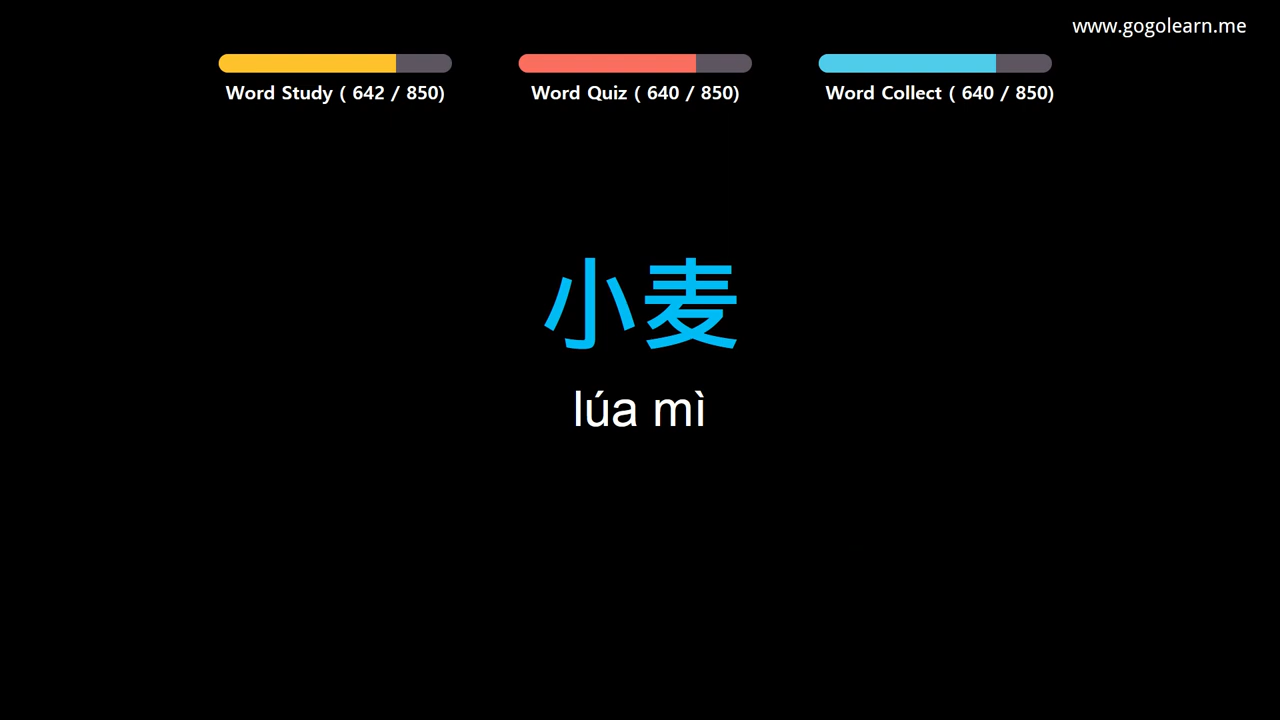 www.gogolearn.me
Word Study ( 642 / 850)
Word Quiz ( 640 / 850)
Word Collect ( 640 / 850)
小麦
lúa mì